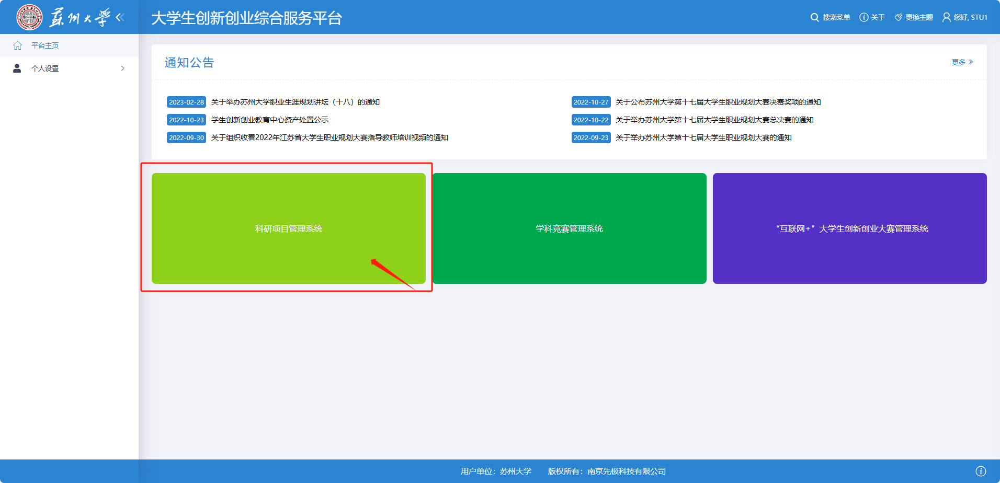 蘇州大學
大学生创新创业综合服务平台
搜索菜单 关于 更换主题 您好, STU1
平台主页
个人设置
通知公告
更多
2023-02-28 关于举办苏州大学职业生涯规划讲坛（十八）的通知
2022-10-27 关于公布苏州大学第十七届大学生职业规划大赛决赛奖项的通知
2022-10-23 学生创新创业教育中心资产处置公示
2022-10-22 关于举办苏州大学第十七届大学生职业规划大赛总决赛的通知
2022-09-30 关于组织收看2022年江苏省大学生职业规划大赛指导教师培训视频的通知
2022-09-23 关于举办苏州大学第十七届大学生职业规划大赛的通知
科研项目管理系统
学科竞赛管理系统
“互联网+”大学生创新创业大赛管理系统
用户单位：苏州大学 版权所有：南京先极科技有限公司